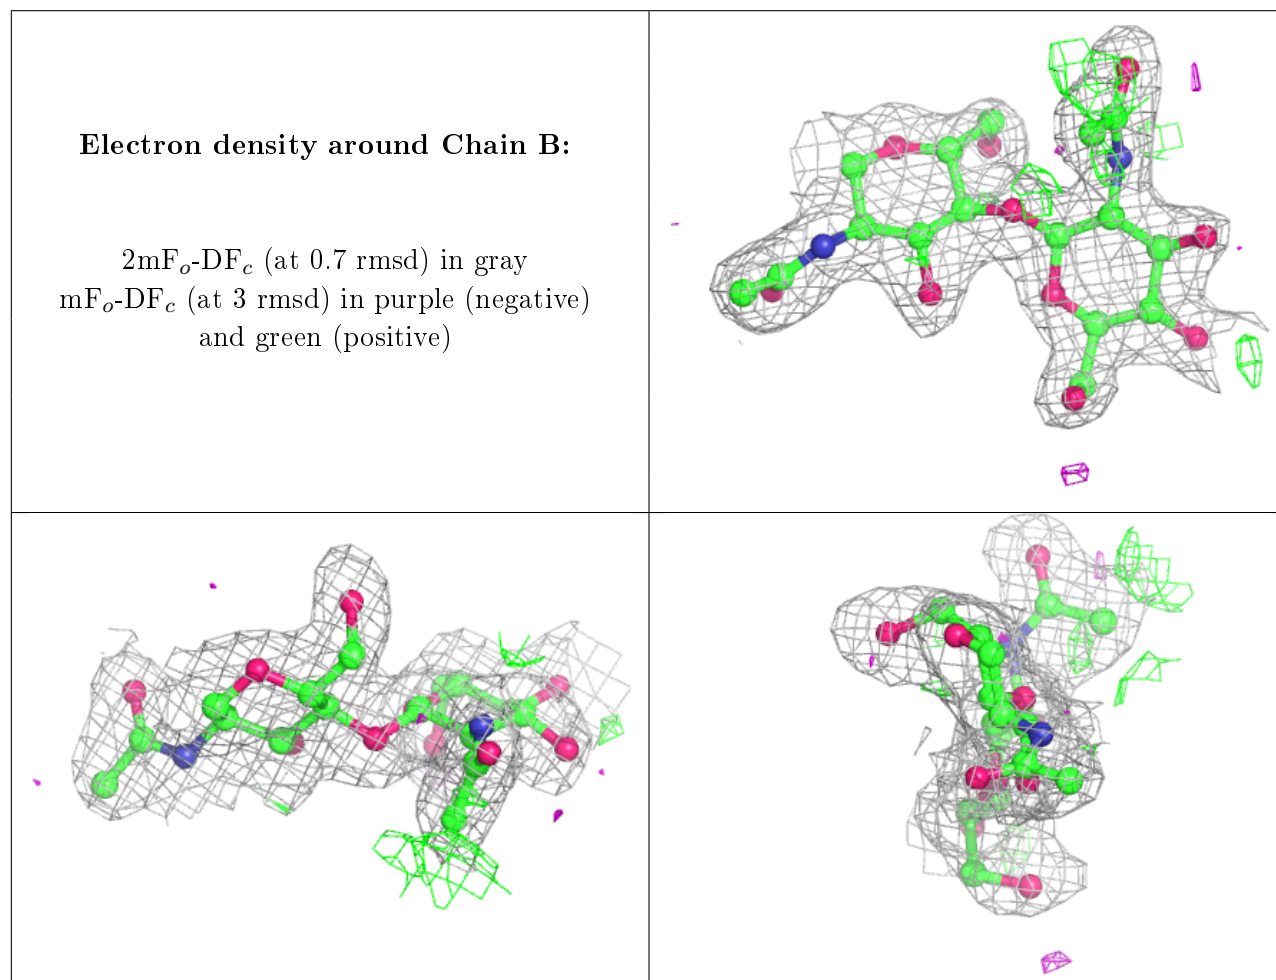 Electron density around Chain B:
2mFₒ-DF𝒸 (at 0.7 rmsd) in gray
mFₒ-DF𝒸 (at 3 rmsd) in purple (negative)
and green (positive)